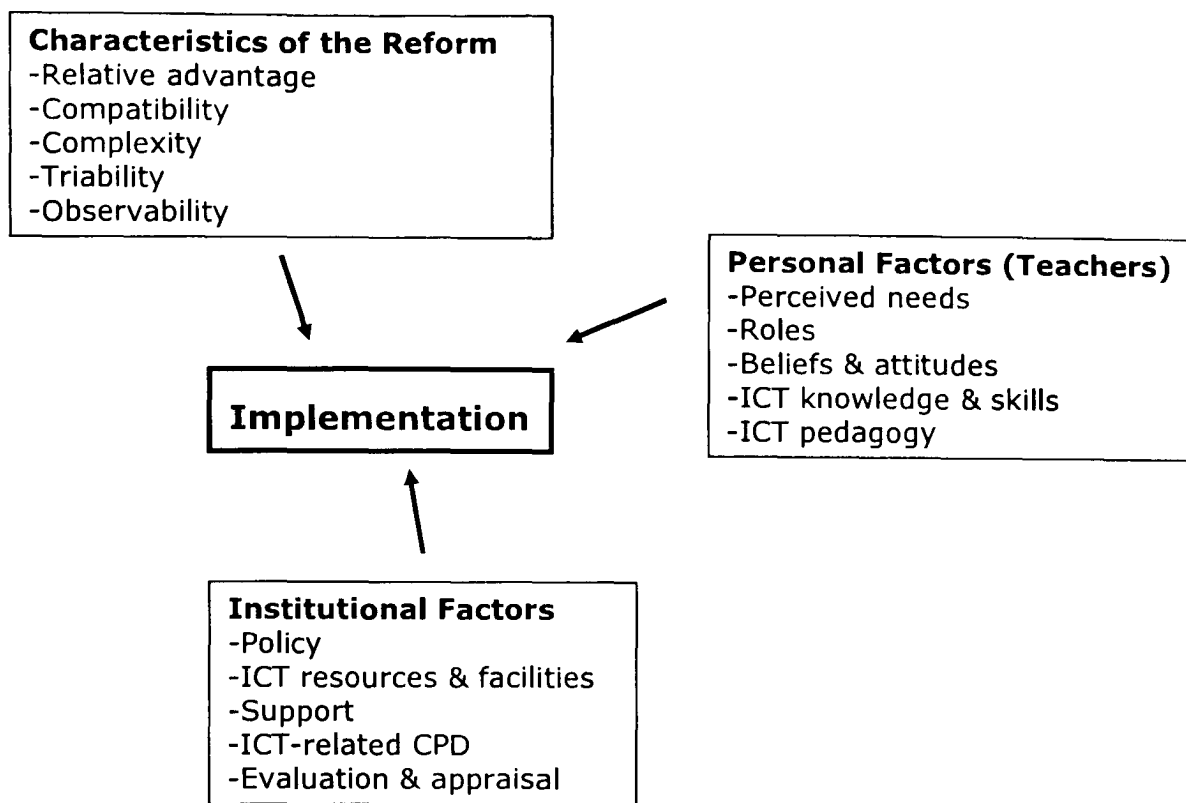 Characteristics of the Reform
-Relative advantage
-Compatibility
-Complexity
-Triability
-Observability
Personal Factors (Teachers)
-Perceived needs
-Roles
-Beliefs & attitudes
-ICT knowledge & skills
-ICT pedagogy
Implementation
Institutional Factors
-Policy
-ICT resources & facilities
-Support
-ICT-related CPD
-Evaluation & appraisal